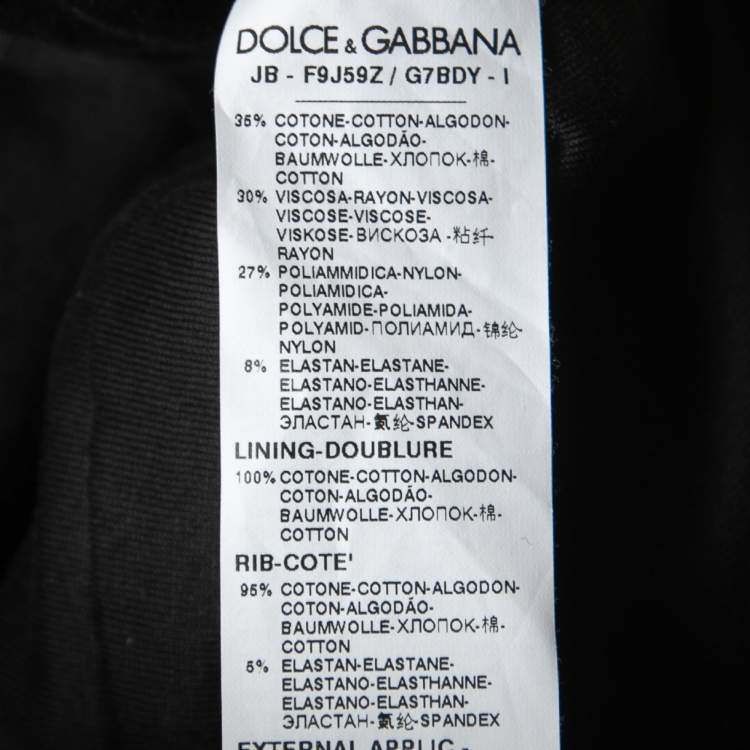 DOLCE & GABBANA
JB - F9J59Z / G7BDY - I
35% COTONE-COTTON-ALGODON-
COTON-ALGODÃO-
BAUMWOLLE-ХЛОПОК-棉-
COTTON
30% VISCOSA-RAYON-VISCOSA-
VISCOSE-VISCOSE-
VISKOSE-ВИСКОЗА -粘纤-
RAYON
27% POLIAMMIDICA-NYLON-
POLIAMIDICA-
POLYAMIDE-POLIAMIDA-
POLYAMID-ПОЛИАМИД-锦纶-
NYLON
8% ELASTAN-ELASTANE-
ELASTANO-ELASTHANNE-
ELASTANO-ELASTHAN-
ЭЛАСТАН-氨纶-SPANDEX
LINING-DOUBLURE
100% COTONE-COTTON-ALGODON-
COTON-ALGODÃO-
BAUMWOLLE-ХЛОПОК-棉-
COTTON
RIB-COTE'
95% COTONE-COTTON-ALGODON-
COTON-ALGODÃO-
BAUMWOLLE-ХЛОПОК-棉-
COTTON
5% ELASTAN-ELASTANE-
ELASTANO-ELASTHANNE-
ELASTANO-ELASTHAN-
ЭЛАСТАН-氨纶-SPANDEX
EXTERNAL APPLIC.-